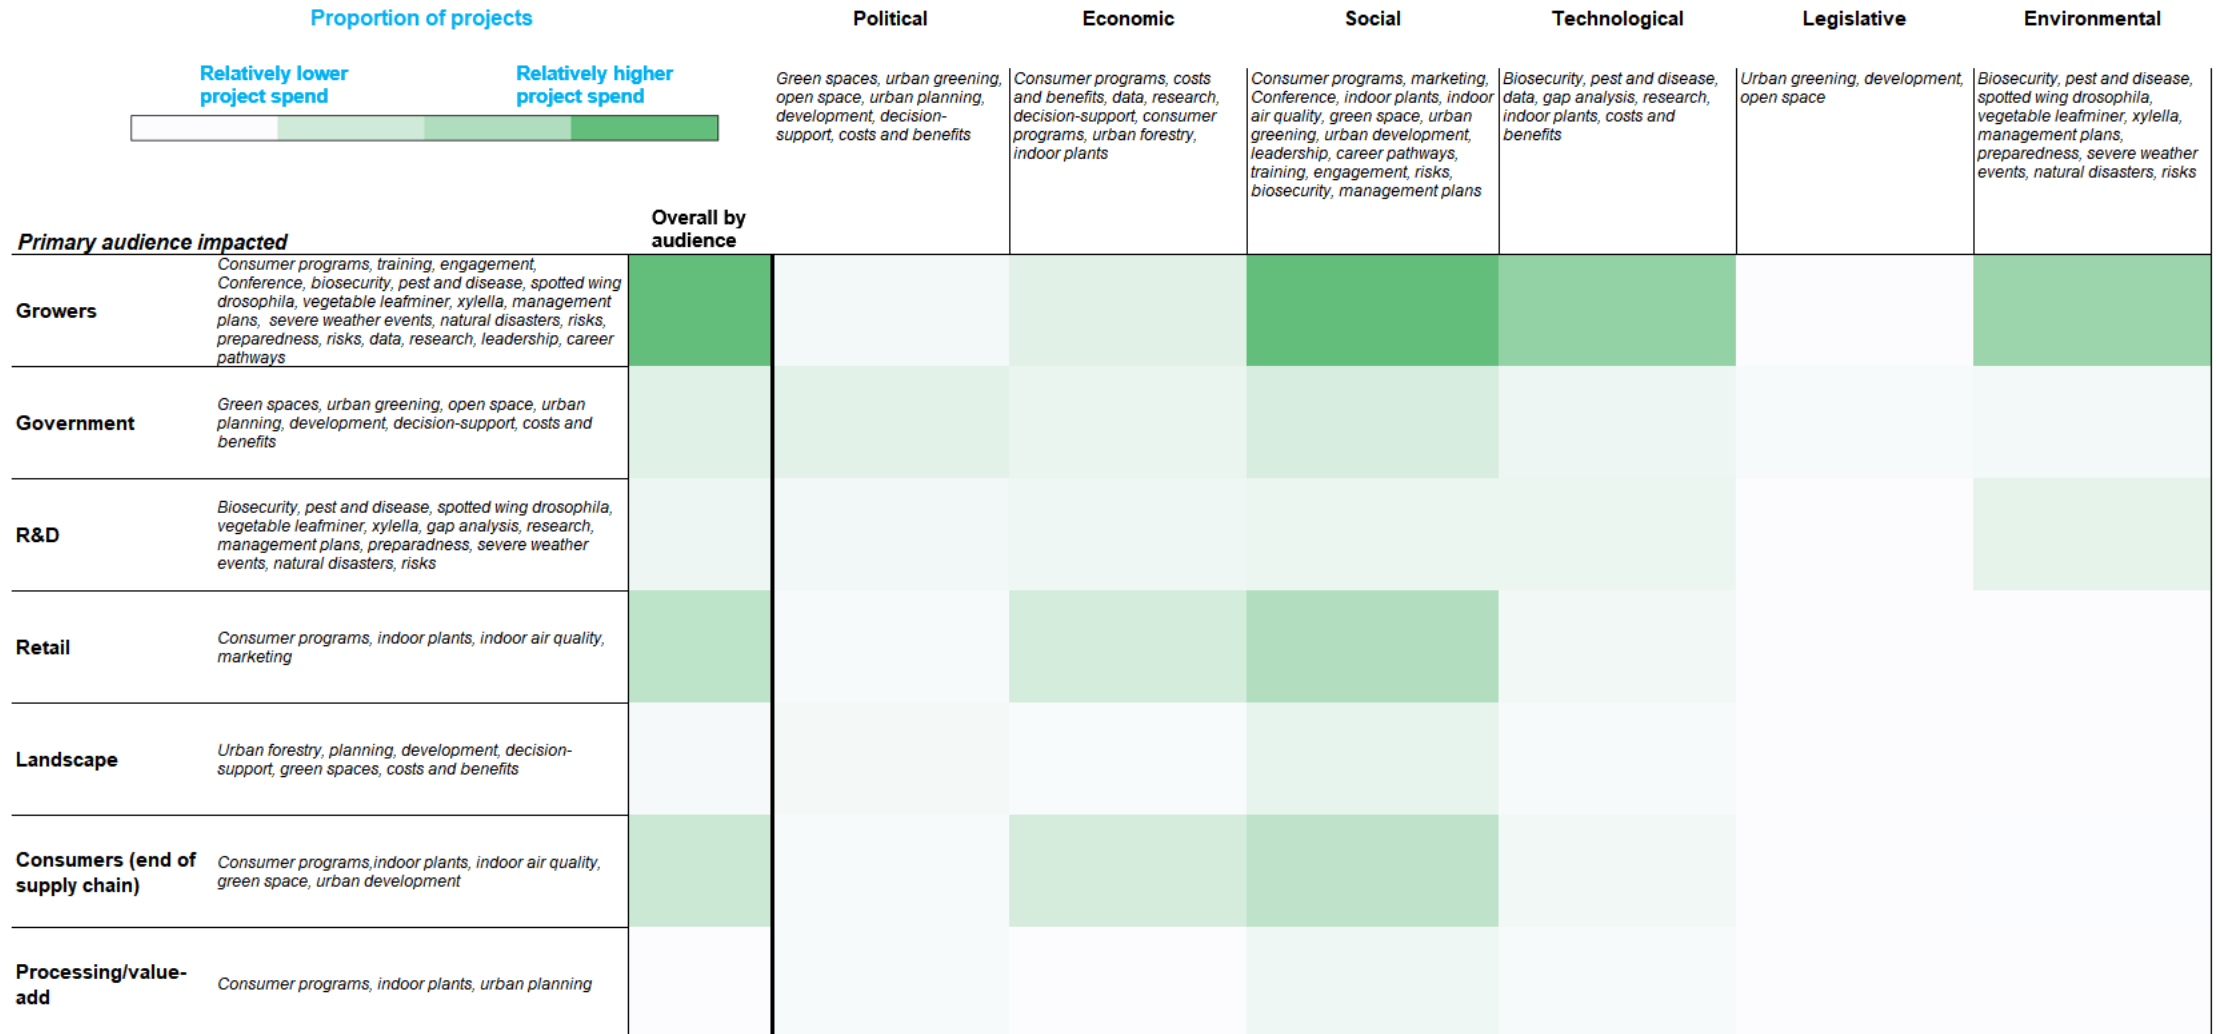 Proportion of projects
Political
Economic
Social
Technological
Legislative
Environmental
Relatively lower
project spend
Relatively higher
project spend
Green spaces, urban greening,
open space, urban planning,
development, decision-
support, costs and benefits
Consumer programs, costs
and benefits, data, research,
decision-support, consumer
programs, urban forestry,
indoor plants
Consumer programs, marketing,
Conference, indoor plants, indoor
air quality, green space, urban
greening, urban development,
leadership, career pathways,
training, engagement, risks,
biosecurity, management plans
Biosecurity, pest and disease,
data, gap analysis, research,
indoor plants, costs and
benefits
Urban greening, development,
open space
Biosecurity, pest and disease,
spotted wing drosophila,
vegetable leafminer, xylella,
management plans,
preparedness, severe weather
events, natural disasters, risks
Primary audience impacted
Overall by
audience
Growers
Consumer programs, training, engagement,
Conference, biosecurity, pest and disease, spotted wing
drosophila, vegetable leafminer, xylella, management
plans, severe weather events, natural disasters, risks,
preparedness, risks, data, research, leadership, career
pathways
Government
Green spaces, urban greening, open space, urban
planning, development, decision-support, costs and
benefits
R&D
Biosecurity, pest and disease, spotted wing drosophila,
vegetable leafminer, xylella, gap analysis, research,
management plans, preparadness, severe weather
events, natural disasters, risks
Retail
Consumer programs, indoor plants, indoor air quality,
marketing
Landscape
Urban forestry, planning, development, decision-
support, green spaces, costs and benefits
Consumers (end of
supply chain)
Consumer programs,indoor plants, indoor air quality,
green space, urban development
Processing/value-
add
Consumer programs, indoor plants, urban planning